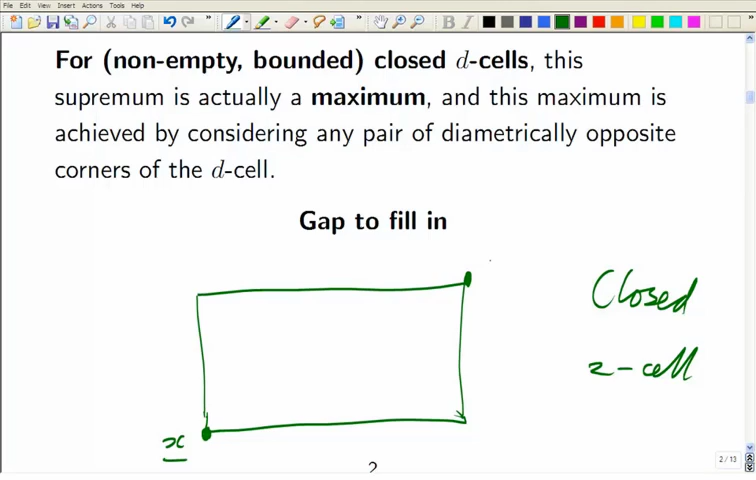 File Edit View Insert Actions Tools Help
For (non-empty, bounded) closed d-cells, this
supremum is actually a maximum, and this maximum is
achieved by considering any pair of diametrically opposite
corners of the d-cell.
Gap to fill in
Closed
2-cell
x
2
2 / 13